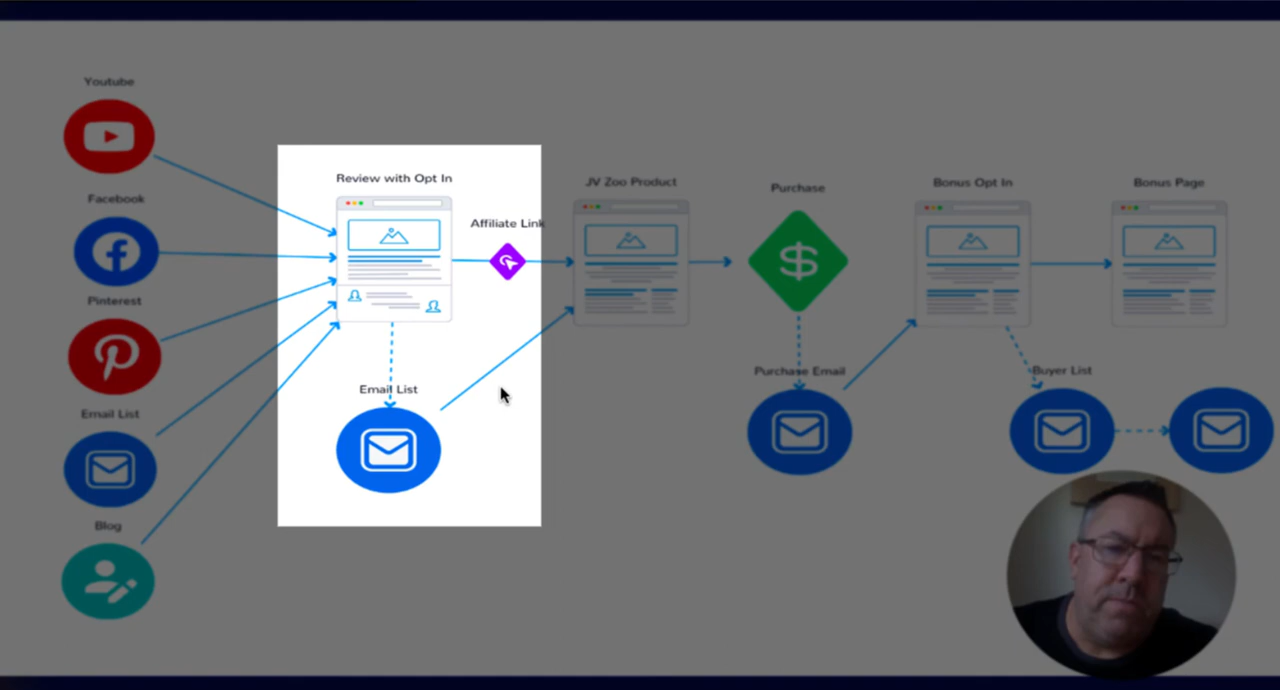 Youtube
Facebook
Pinterest
Email List
Blog
Review with Opt In
Affiliate Link
Email List
JV Zoo Product
Purchase
Purchase Email
Bonus Opt In
Buyer List
Bonus Page